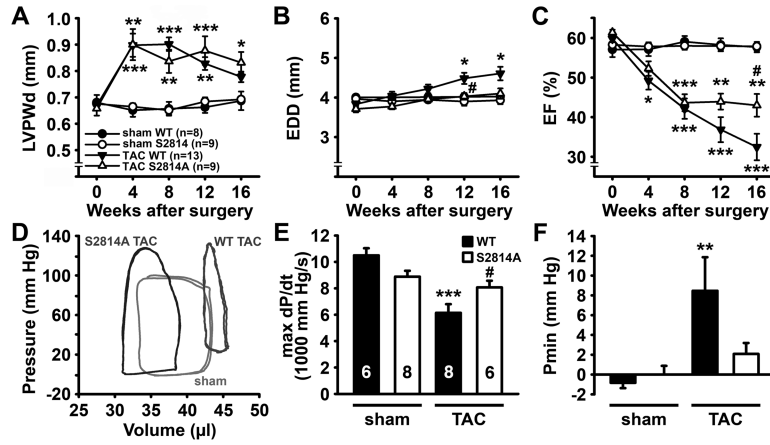 A
LVPWd (mm)
1.0
0.9
0.8
0.7
0.6
0.5
** *** *** *
*** ** **
sham WT (n=8)
sham S2814 (n=9)
TAC WT (n=13)
TAC S2814A (n=9)
0 4 8 12 16
Weeks after surgery
B
EDD (mm)
6
5
4
3
2
* *
#
0 4 8 12 16
Weeks after surgery
C
EF (%)
60
50
40
30
#
*** ** **
* *** *** ***
0 4 8 12 16
Weeks after surgery
D
Pressure (mm Hg)
140
120
100
80
60
40
20
0
-20
S2814A TAC
WT TAC
sham
25 30 35 40 45 50
Volume (µl)
E
max dP/dt
(1000 mm Hg/s)
12
10
8
6
4
2
0
WT
S2814A
*** #
6 8 8 6
sham TAC
F
Pmin (mm Hg)
14
12
10
8
6
4
2
0
-2
**
sham TAC